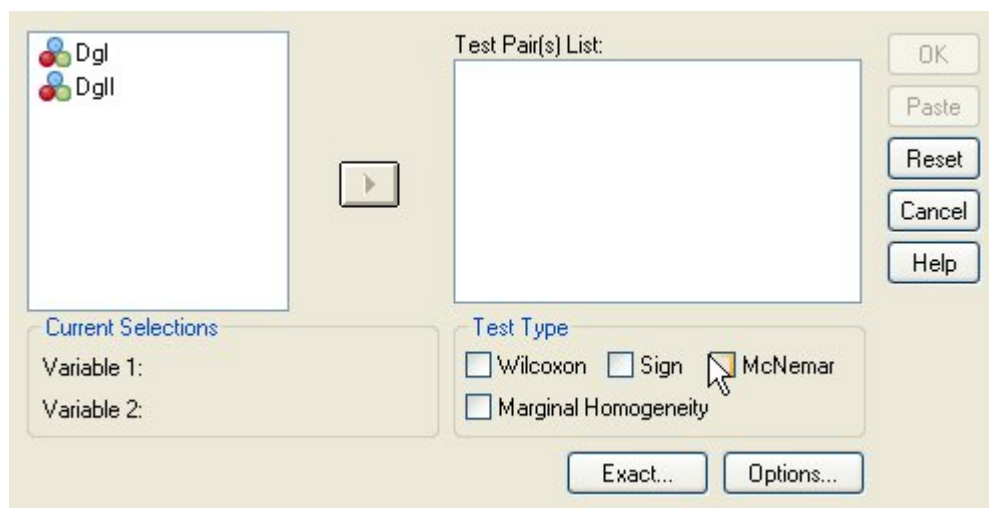 DgI
DgII
Test Pair(s) List:
OK
Paste
Reset
Cancel
Help
Current Selections
Variable 1:
Variable 2:
Test Type
Wilcoxon Sign McNemar
Marginal Homogeneity
Exact... Options...